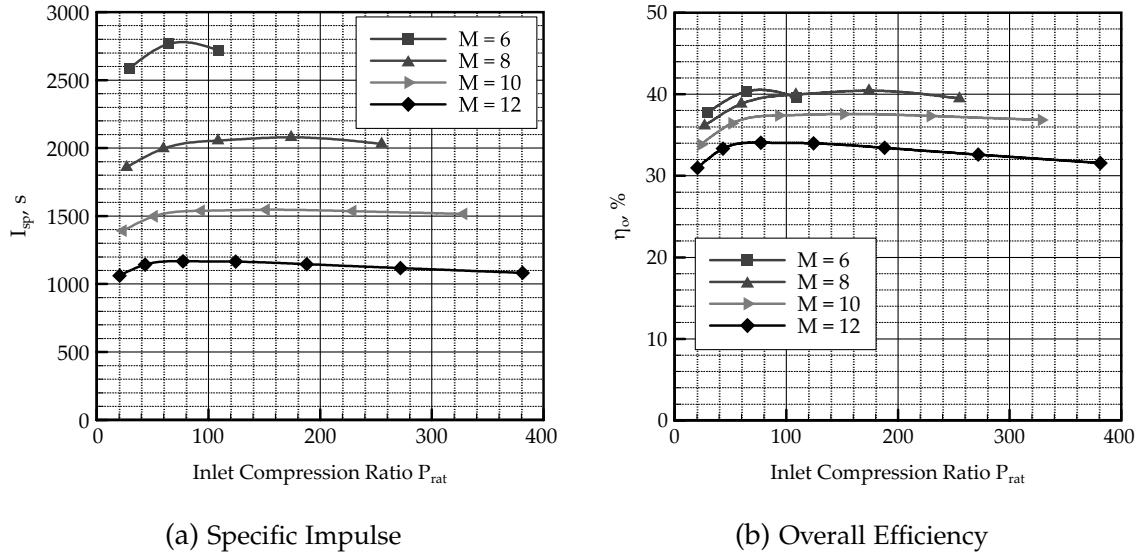 3000
2500
2000
1500
1000
500
0
I_sp, s
M = 6
M = 8
M = 10
M = 12
0
100
200
300
400
Inlet Compression Ratio P_rat
(a) Specific Impulse
50
40
30
20
10
0
η_o, %
M = 6
M = 8
M = 10
M = 12
0
100
200
300
400
Inlet Compression Ratio P_rat
(b) Overall Efficiency